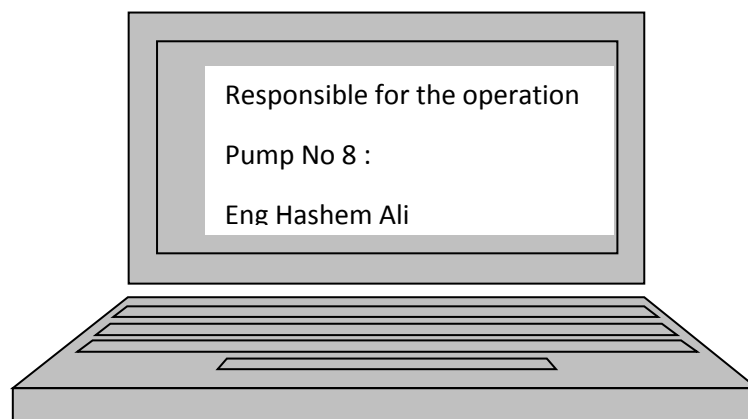 Responsible for the operation
Pump No 8 :
Eng Hashem Ali